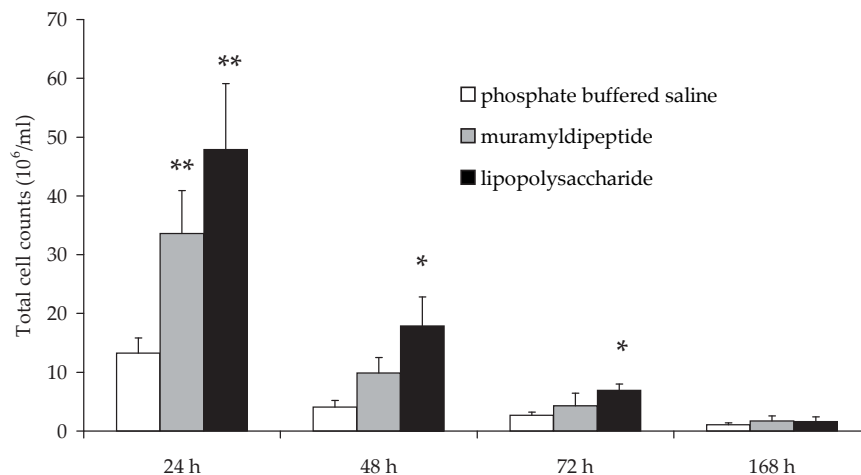 Total cell counts (10⁶/ml)
70
60
50
40
30
20
10
0
**
**
*
*
phosphate buffered saline
muramyldipeptide
lipopolysaccharide
24 h 48 h 72 h 168 h